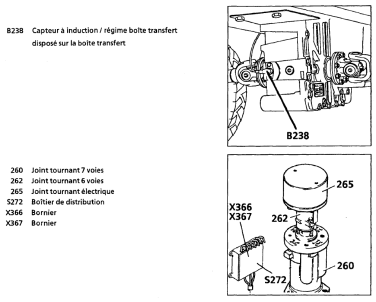 B238 Capteur à induction / régime boîte transfert
disposé sur la boite transfert
B238
260 Joint tournant 7 voies
262 Joint tournant 6 voies
265 Joint tournant électrique
S272 Boîtier de distribution
X366 Bornier
X367 Bornier
265
X366
X367
262
S272
260